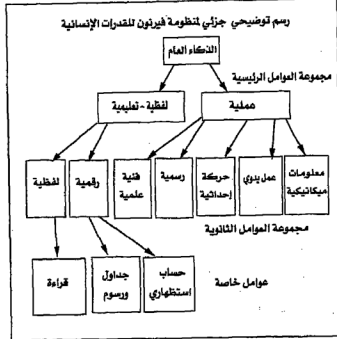 رسم توضيحي جزئي لمنظومة فيرنون للقدرات الإنسانية
الذكاء العام
مجموعة العوامل الرئيسية
عملية
لفظية - تعليمية
معلومات ميكانيكية
عمل يدوي
حركة إحداثية
رسمية
فنية علمية
رقمية
لفظية
مجموعة العوامل الثانوية
حساب استظهاري
جداول ورسوم
قراءة
عوامل خاصة